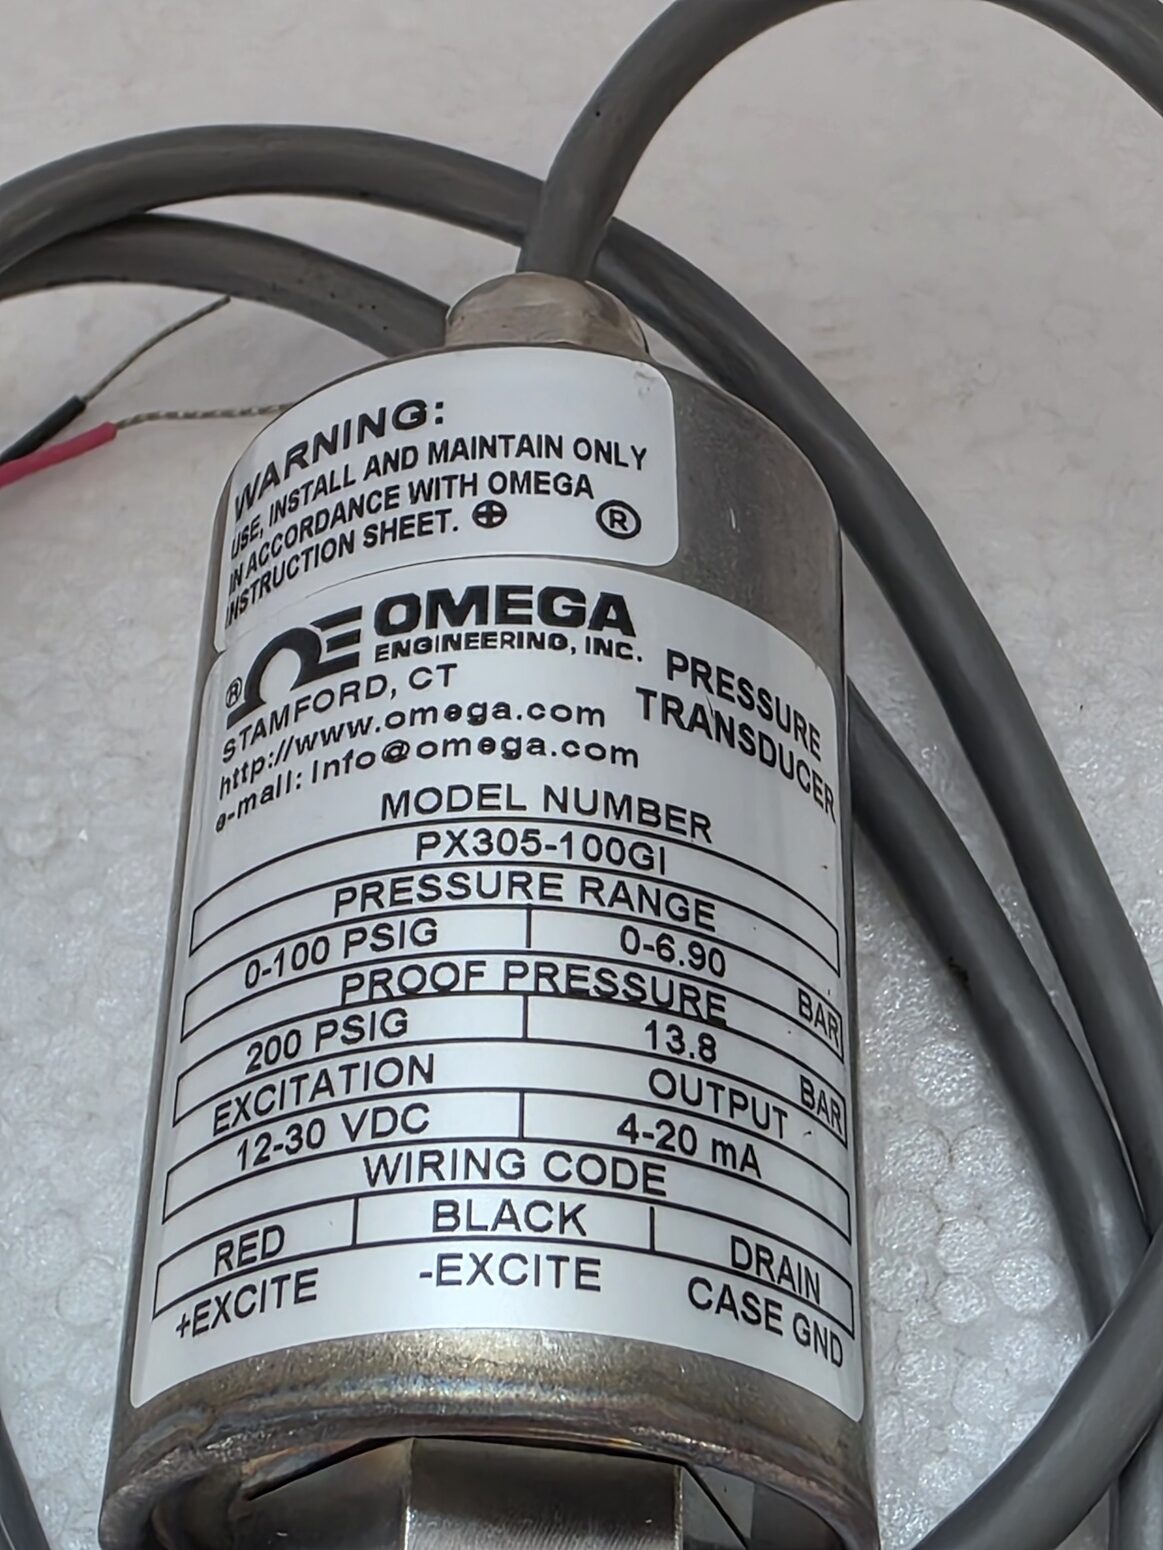 WARNING:
USE, INSTALL AND MAINTAIN ONLY
IN ACCORDANCE WITH OMEGA
INSTRUCTION SHEET. ⊕ ®
OMEGA
ENGINEERING, INC.
®
STAMFORD, CT
http://www.omega.com
e-mail: info@omega.com
PRESSURE
TRANSDUCER
MODEL NUMBER
PX305-100GI
PRESSURE RANGE
0-100 PSIG 0-6.90 BAR
PROOF PRESSURE
200 PSIG 13.8 BAR
EXCITATION OUTPUT
12-30 VDC 4-20 mA
WIRING CODE
RED BLACK DRAIN
+EXCITE -EXCITE CASE GND